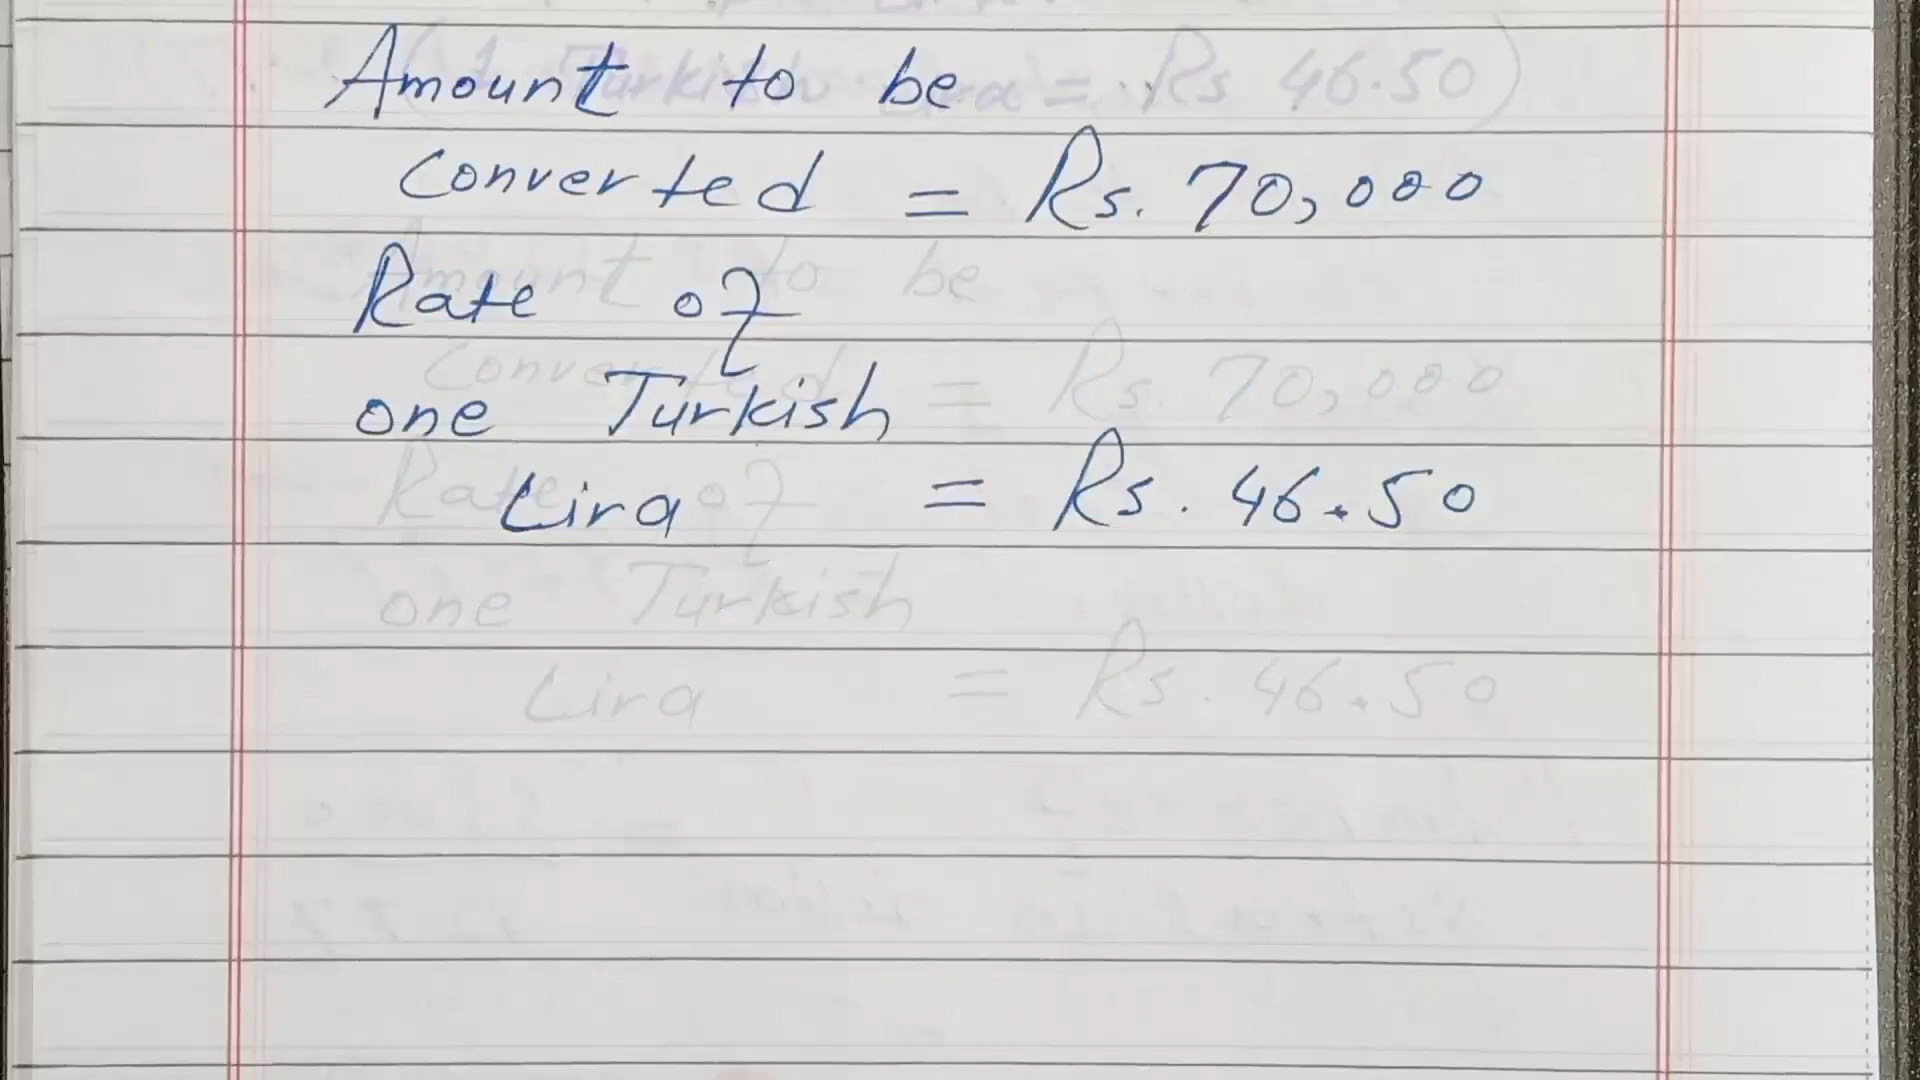 Amount to be
Converted = Rs. 70,000
Rate of
one Turkish
Lira = Rs. 46.50